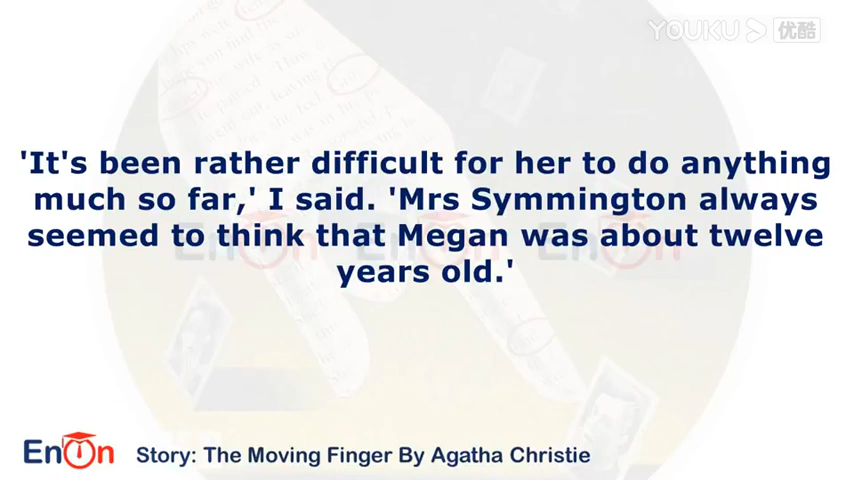 YOUKU 优酷
'It's been rather difficult for her to do anything
much so far,' I said. 'Mrs Symmington always
seemed to think that Megan was about twelve
years old.'
EnOn
Story: The Moving Finger By Agatha Christie